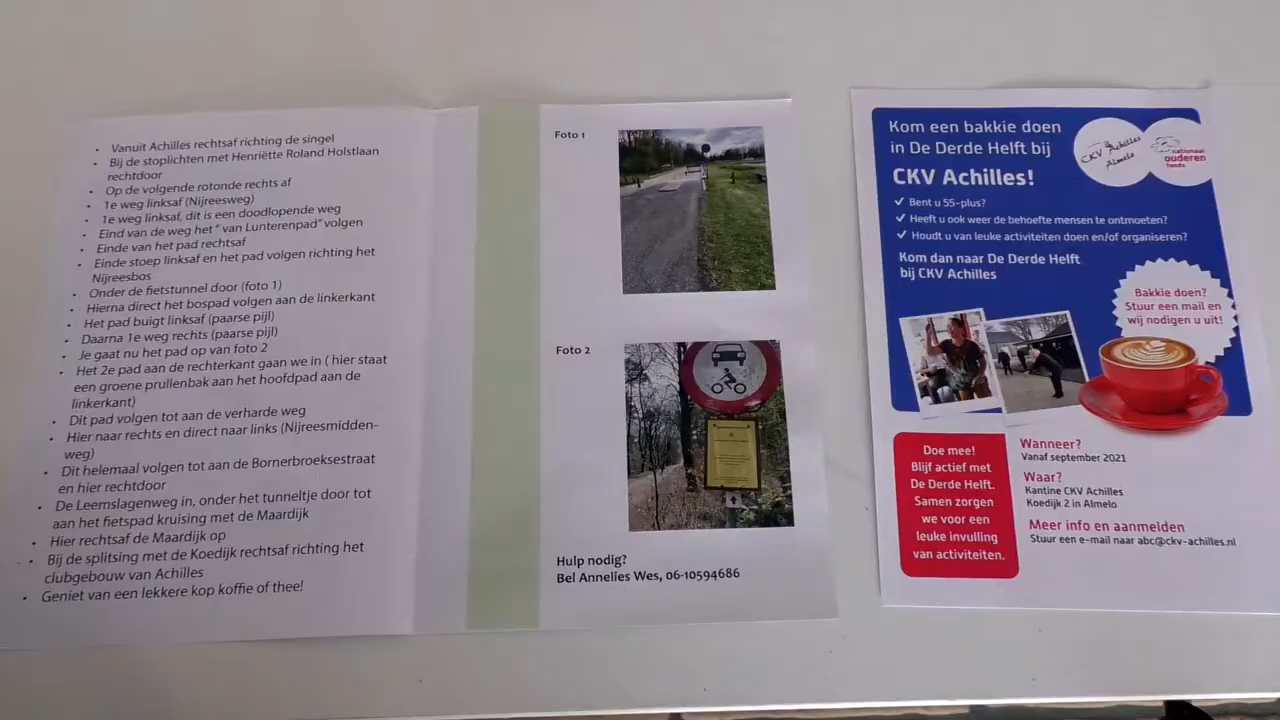 Vanuit Achilles rechtsaf richting de singel
Bij de stoplichten met Henriëtte Roland Holstlaan
rechtdoor
Op de volgende rotonde rechts af
1e weg linksaf (Nijreesweg)
1e weg linksaf, dit is een doodlopende weg
Eind van de weg het " van Lunterenpad" volgen
Einde van het pad rechtsaf
Einde stoep linksaf en het pad volgen richting het
Nijreesbos
Onder de fietstunnel door (foto 1)
Hierna direct het bospad volgen aan de linkerkant
Het pad buigt linksaf (paarse pijl)
Daarna 1e weg rechts (paarse pijl)
Je gaat nu het pad op van foto 2
Het 2e pad aan de rechterkant gaan we in ( hier staat
een groene prullenbak aan het hoofdpad aan de
linkerkant)
Dit pad volgen tot aan de verharde weg
Hier naar rechts en direct naar links (Nijreesmidden-
weg)
Dit helemaal volgen tot aan de Bornerbroeksestraat
en hier rechtdoor
De Leemslagenweg in, onder het tunneltje door tot
aan het fietspad kruising met de Maardijk
Hier rechtsaf de Maardijk op
Bij de splitsing met de Koedijk rechtsaf richting het
clubgebouw van Achilles
Geniet van een lekkere kop koffie of thee!
Foto 1
Foto 2
Hulp nodig?
Bel Annelies Wes, 06-10594686
Kom een bakkie doen
in De Derde Helft bij
CKV Achilles!
CKV Achilles
Almelo
nationaal
ouderen
fonds
Bent u 55-plus?
Heeft u ook weer de behoefte mensen te ontmoeten?
Houdt u van leuke activiteiten doen en/of organiseren?
Kom dan naar De Derde Helft
bij CKV Achilles
Bakkie doen?
Stuur een mail en
wij nodigen u uit!
Doe mee!
Blijf actief met
De Derde Helft.
Samen zorgen
we voor een
leuke invulling
van activiteiten.
Wanneer?
Vanaf september 2021
Waar?
Kantine CKV Achilles
Koedijk 2 in Almelo
Meer info en aanmelden
Stuur een e-mail naar abc@ckv-achilles.nl